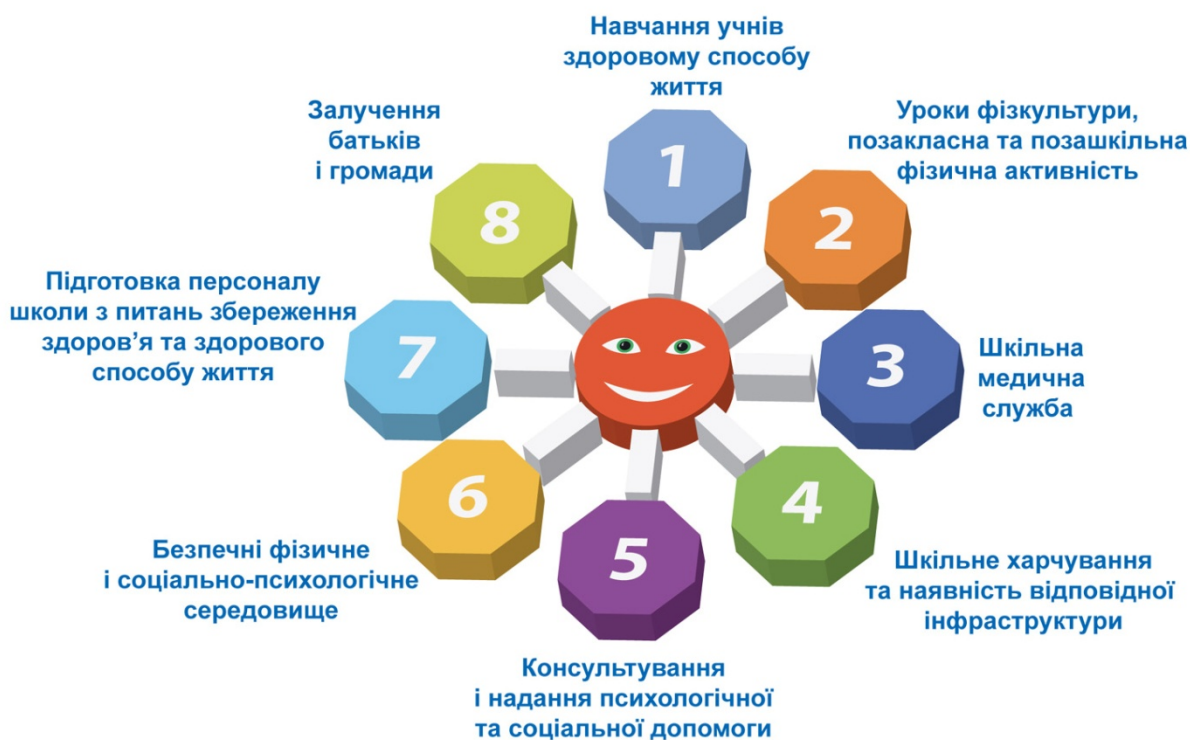 1
Навчання учнів
здоровому способу
життя
2
Уроки фізкультури,
позакласна та позашкільна
фізична активність
3
Шкільна
медична
служба
4
Шкільне харчування
та наявність відповідної
інфраструктури
5
Консультування
і надання психологічної
та соціальної допомоги
6
Безпечні фізичне
і соціально-психологічне
середовище
7
Підготовка персоналу
школи з питань збереження
здоров’я та здорового
способу життя
8
Залучення
батьків
і громади